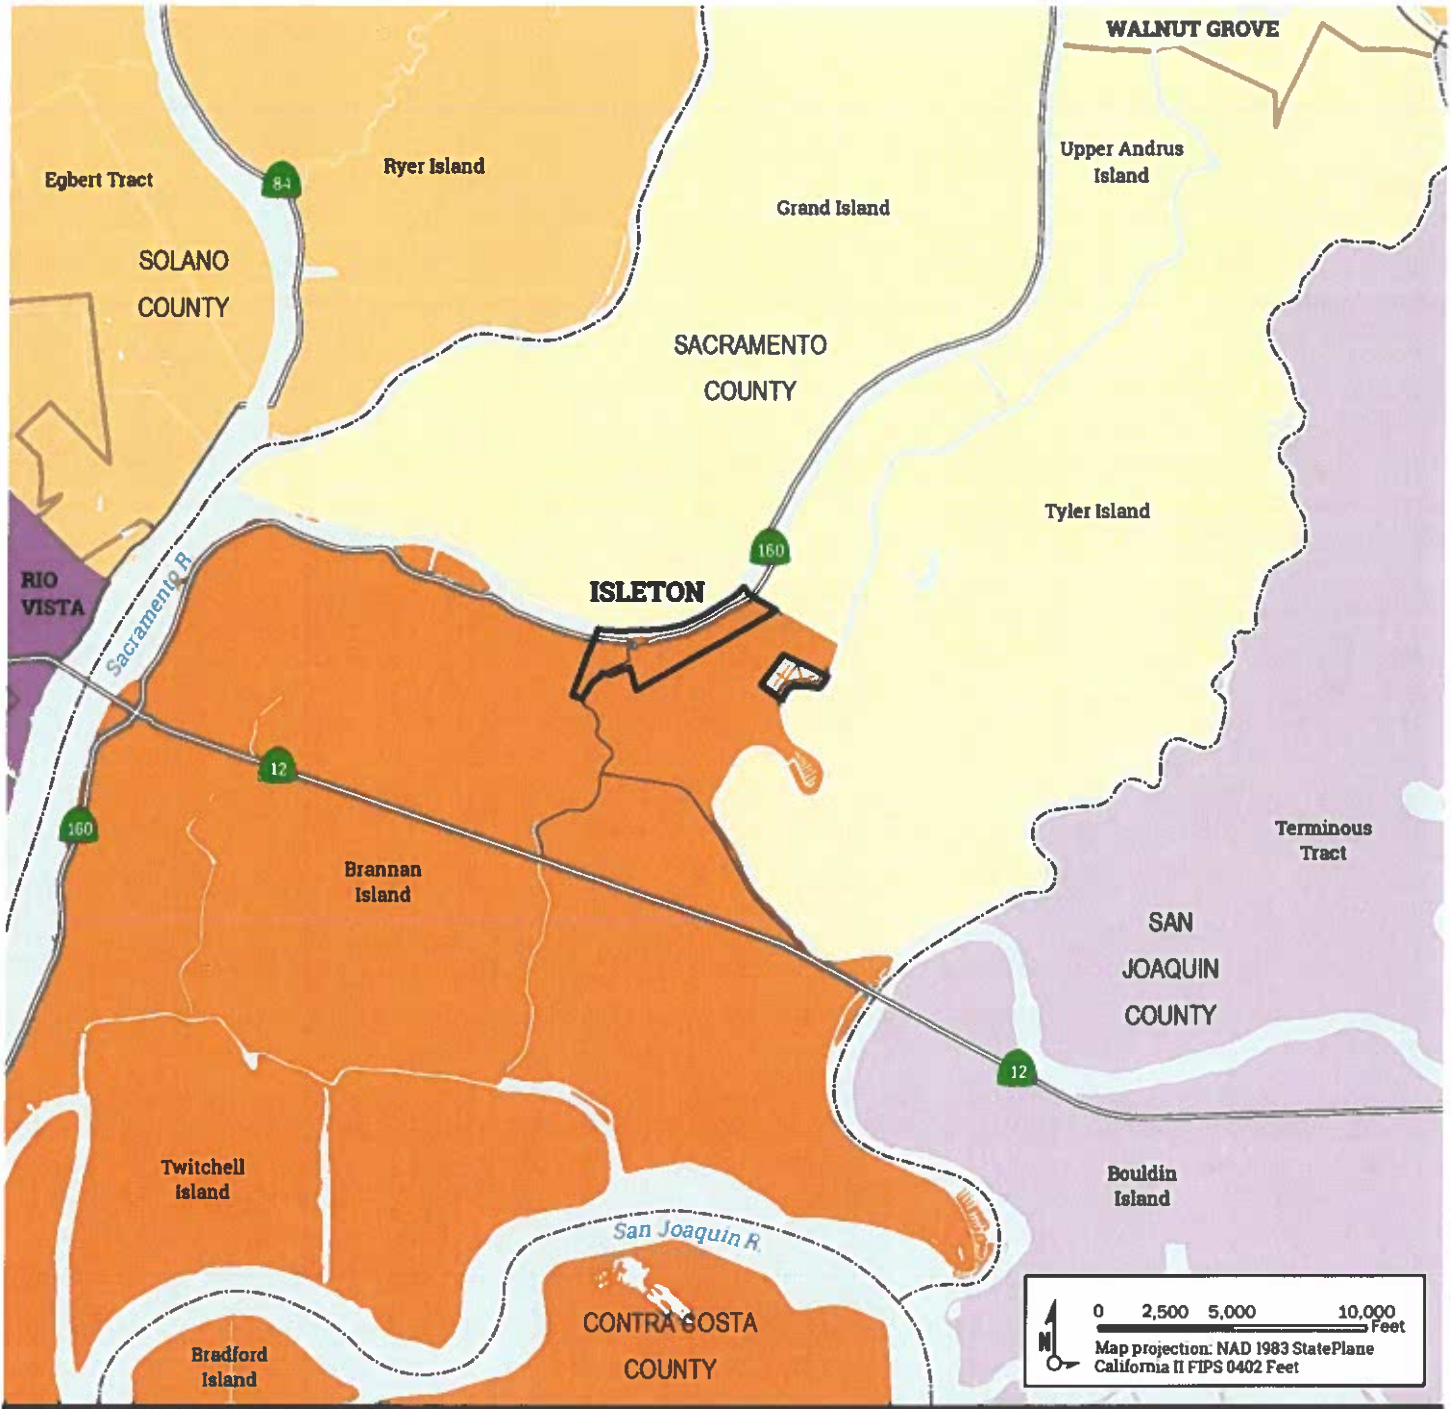 WALNUT GROVE
Upper Andrus
Island
Ryer Island
Egbert Tract
84
Grand Island
SOLANO
COUNTY
SACRAMENTO
COUNTY
Tyler Island
160
RIO
VISTA
Sacramento R
ISLETON
12
160
Brannan
Island
Terminous
Tract
SAN
JOAQUIN
COUNTY
12
Twitchell
Island
Bouldin
Island
San Joaquin R.
CONTRA COSTA
COUNTY
Bradford
Island
N
0 2,500 5,000 10,000
Feet
Map projection: NAD 1983 StatePlane
California II FIPS 0402 Feet